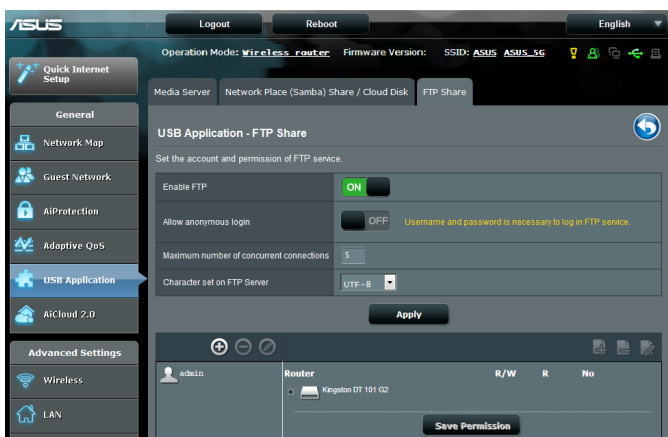 ASUS
Logout
Reboot
English
Operation Mode: Wireless router Firmware Version: SSID: ASUS ASUS_5G
Quick Internet
Setup
General
Network Map
Guest Network
AiProtection
Adaptive QoS
USB Application
AiCloud 2.0
Advanced Settings
Wireless
LAN
Media Server
Network Place (Samba) Share / Cloud Disk
FTP Share
USB Application - FTP Share
Set the account and permission of FTP service.
Enable FTP
ON
Allow anonymous login
OFF
Username and password is necessary to log in FTP service.
Maximum number of concurrent connections
5
Character set on FTP Server
UTF-8
Apply
admin
Router R/W R No
Kingston DT 101 G2
Save Permission